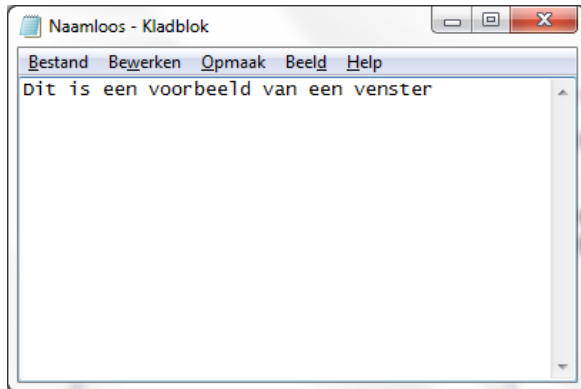 Naamloos - Kladblok
Bestand Bewerken Opmaak Beeld Help
Dit is een voorbeeld van een venster